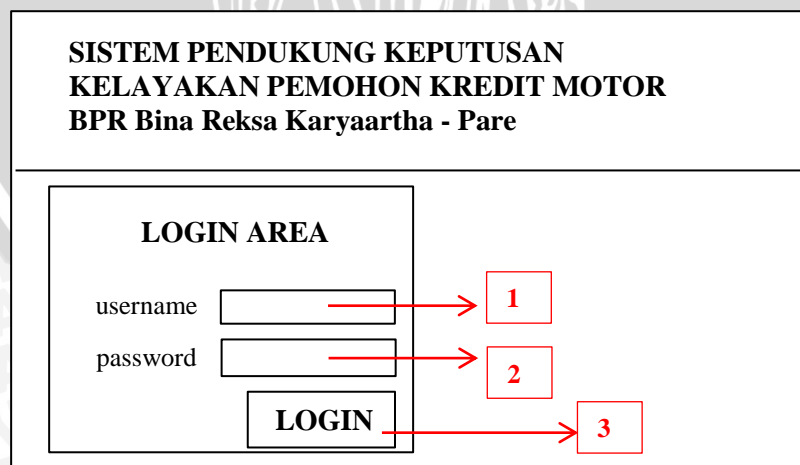 SISTEM PENDUKUNG KEPUTUSAN
KELAYAKAN PEMOHON KREDIT MOTOR
BPR Bina Reksa Karyaartha - Pare
LOGIN AREA
username 1
password 2
LOGIN 3